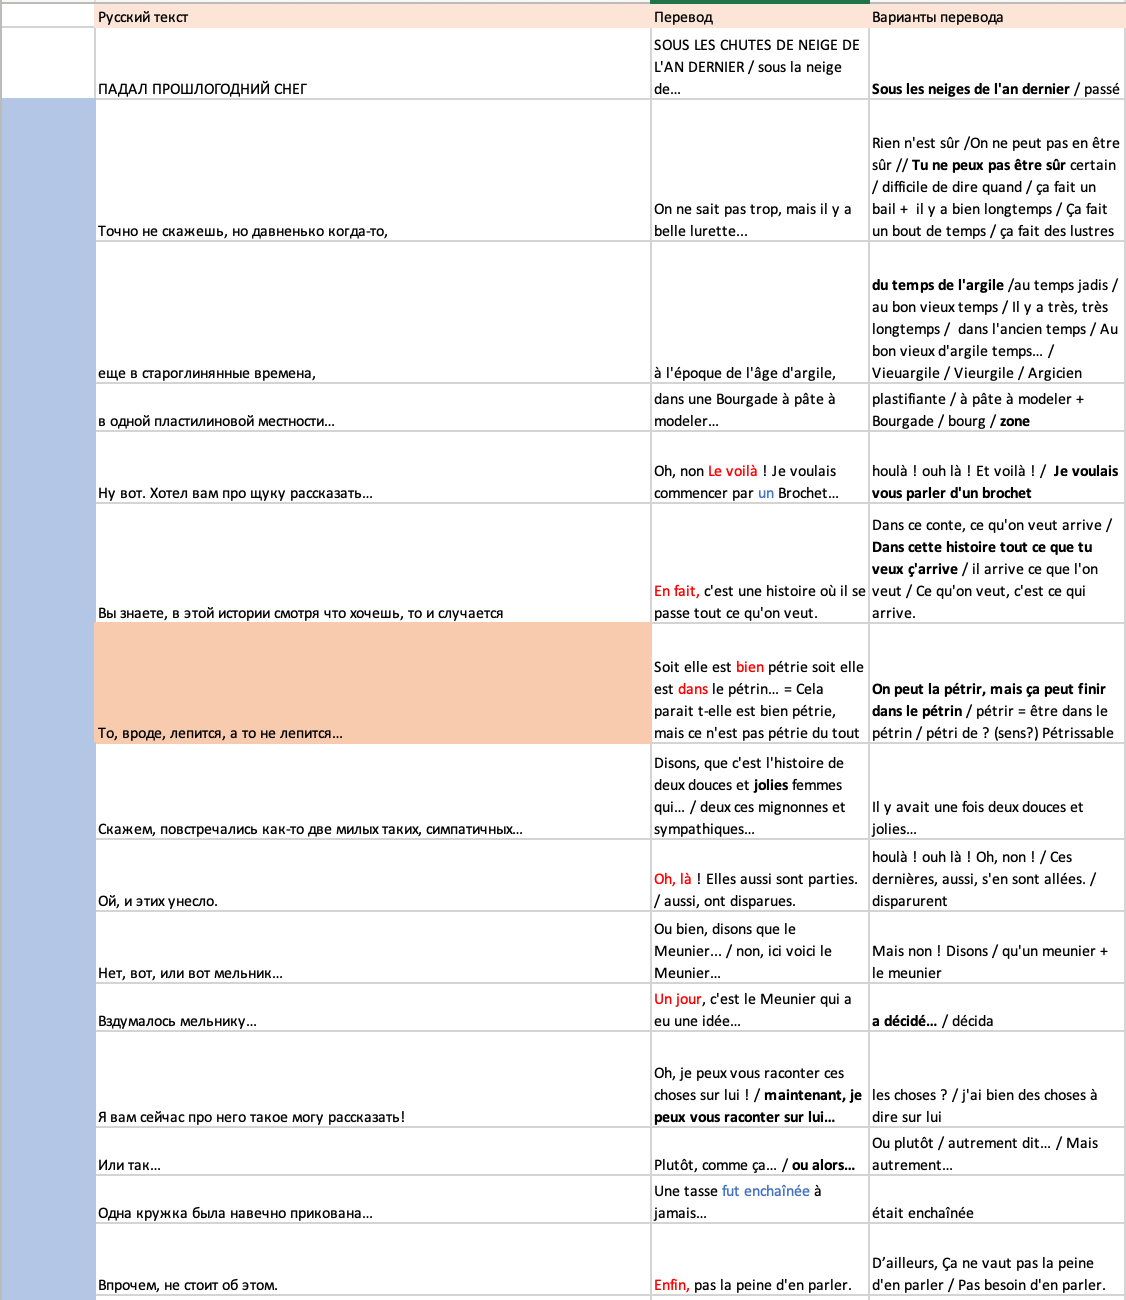 Русский текст
Перевод
Варианты перевода
ПАДАЛ ПРОШЛОГОДНИЙ СНЕГ
SOUS LES CHUTES DE NEIGE DE
L'AN DERNIER / sous la neige
de...
Sous les neiges de l'an dernier / passé
Точно не скажешь, но давненько когда-то,
On ne sait pas trop, mais il y a
belle lurette...
Rien n'est sûr /On ne peut pas en être
sûr // Tu ne peux pas être sûr certain
/ difficile de dire quand / ça fait un
bail + il y a bien longtemps / Ça fait
un bout de temps / ça fait des lustres
еще в староглинянные времена,
à l'époque de l'âge d'argile,
du temps de l'argile /au temps jadis /
au bon vieux temps / Il y a très, très
longtemps / dans l'ancien temps / Au
bon vieux d'argile temps... /
Vieuargile / Vieurgile / Argicien
в одной пластилиновой местности...
dans une Bourgade à pâte à
modeler...
plastifiante / à pâte à modeler +
Bourgade / bourg / zone
Ну вот. Хотел вам про щуку рассказать...
Oh, non Le voilà ! Je voulais
commencer par un Brochet...
houlà ! ouh là ! Et voilà ! / Je voulais
vous parler d'un brochet
Вы знаете, в этой истории смотря что хочешь, то и случается
En fait, c'est une histoire où il se
passe tout ce qu'on veut.
Dans ce conte, ce qu'on veut arrive /
Dans cette histoire tout ce que tu
veux ç'arrive / il arrive ce que l'on
veut / Ce qu'on veut, c'est ce qui
arrive.
То, вроде, лепится, а то не лепится...
Soit elle est bien pétrie soit elle
est dans le pétrin... = Cela
parait t-elle est bien pétrie,
mais ce n'est pas pétrie du tout
On peut la pétrir, mais ça peut finir
dans le pétrin / pétrir = être dans le
pétrin / pétri de ? (sens?) Pétrissable
Скажем, повстречались как-то две милых таких, симпатичных...
Disons, que c'est l'histoire de
deux douces et jolies femmes
qui... / deux ces mignonnes et
sympathiques...
Il y avait une fois deux douces et
jolies...
Ой, и этих унесло.
Oh, là ! Elles aussi sont parties.
/ aussi, ont disparues.
houlà ! ouh là ! Oh, non ! / Ces
dernières, aussi, s'en sont allées. /
disparurent
Нет, вот, или вот мельник...
Ou bien, disons que le
Meunier... / non, ici voici le
Meunier...
Mais non ! Disons / qu'un meunier +
le meunier
Вздумалось мельнику...
Un jour, c'est le Meunier qui a
eu une idée...
a décidé... / décida
Я вам сейчас про него такое могу рассказать!
Oh, je peux vous raconter ces
choses sur lui ! / maintenant, je
peux vous raconter sur lui...
les choses ? / j'ai bien des choses à
dire sur lui
Или так...
Plutôt, comme ça... / ou alors...
Ou plutôt / autrement dit... / Mais
autrement...
Одна кружка была навечно прикована...
Une tasse fut enchaînée à
jamais...
était enchaînée
Впрочем, не стоит об этом.
Enfin, pas la peine d'en parler.
D’ailleurs, Ça ne vaut pas la peine
d'en parler / Pas besoin d'en parler.